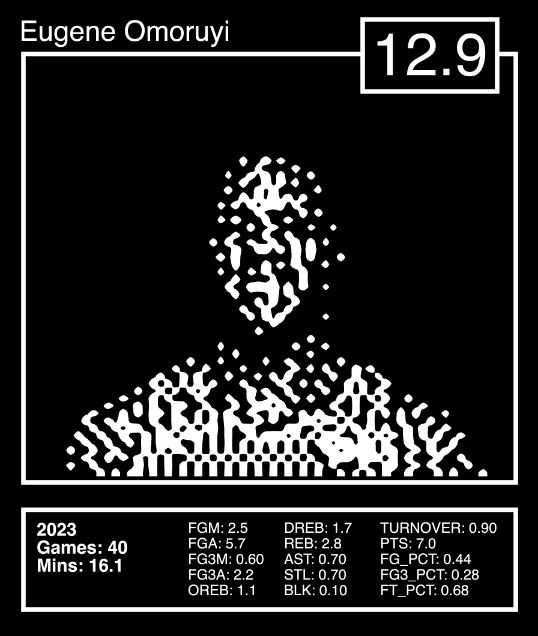 Eugene Omoruyi
12.9
2023
Games: 40
Mins: 16.1
FGM: 2.5
FGA: 5.7
FG3M: 0.60
FG3A: 2.2
OREB: 1.1
DREB: 1.7
REB: 2.8
AST: 0.70
STL: 0.70
BLK: 0.10
TURNOVER: 0.90
PTS: 7.0
FG_PCT: 0.44
FG3_PCT: 0.28
FT_PCT: 0.68